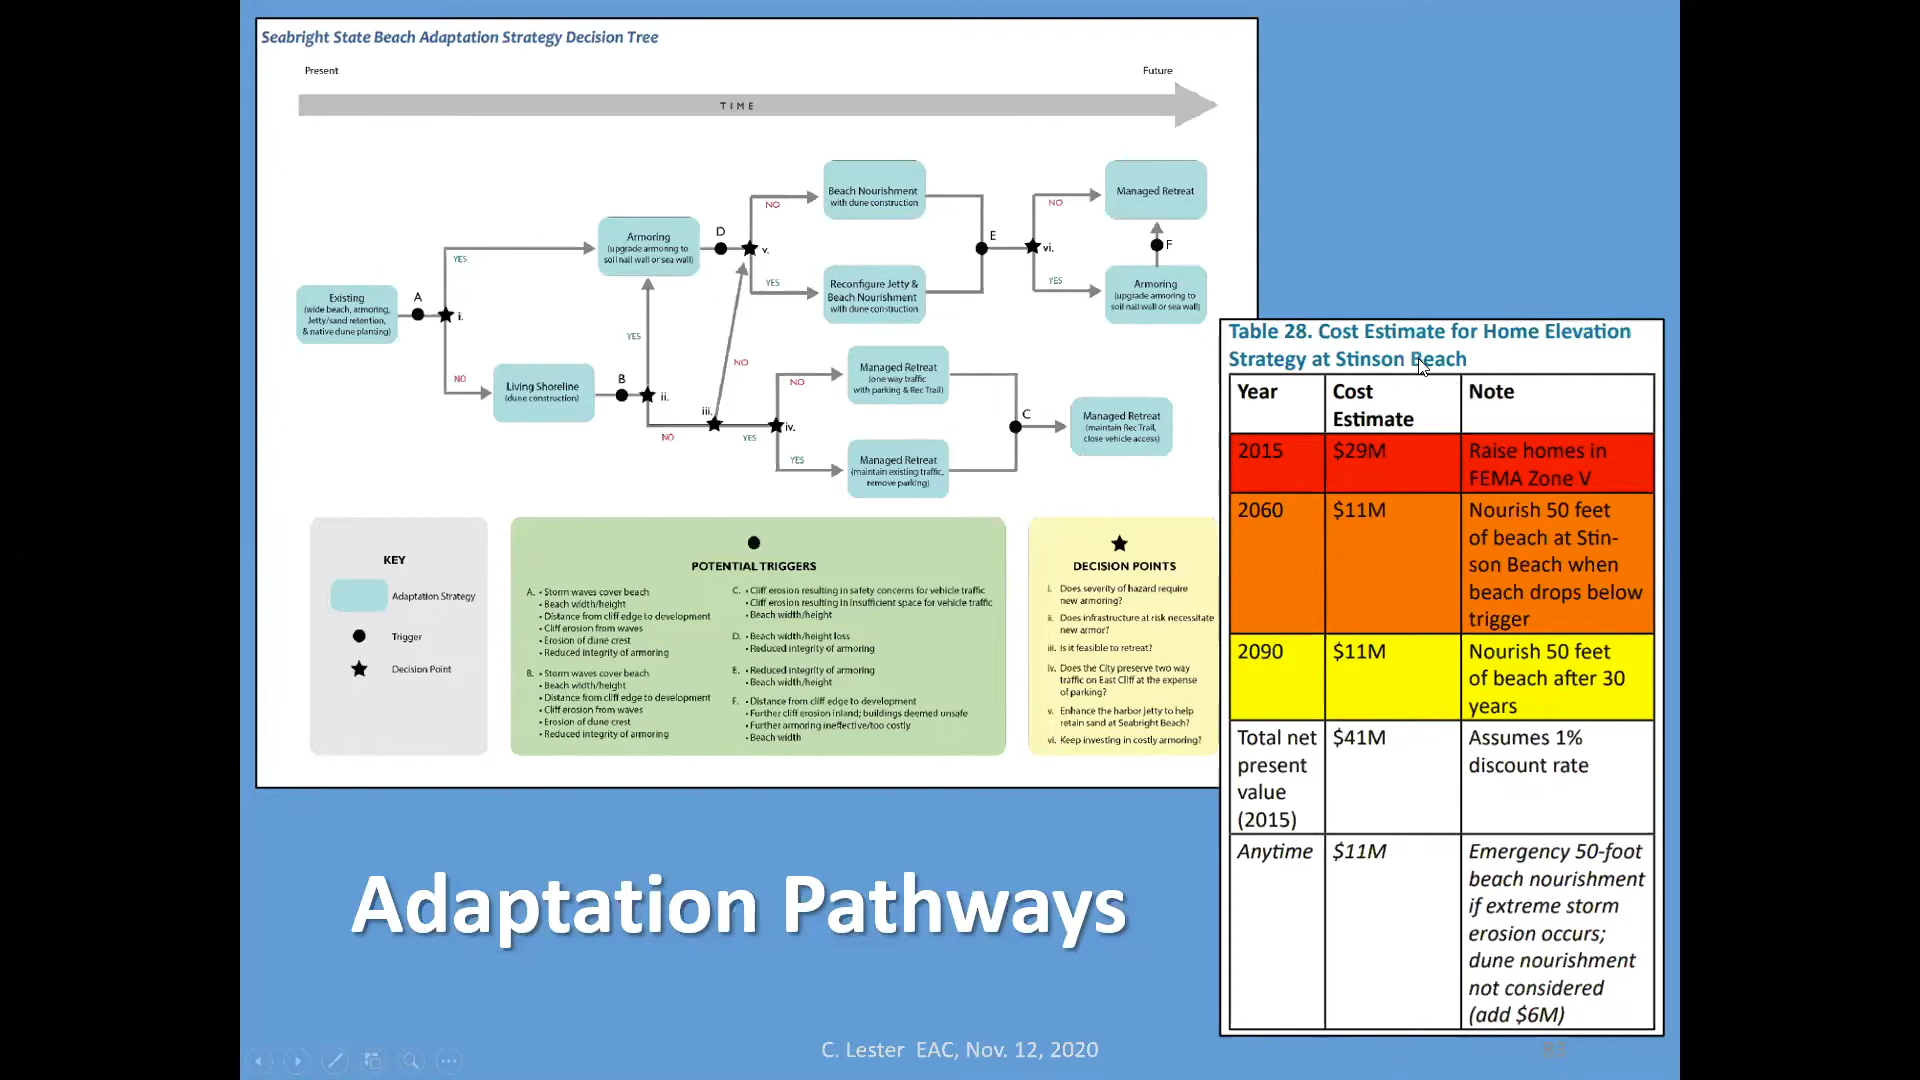 Seabright State Beach Adaptation Strategy Decision Tree
Present
Future
TIME
Existing
(wide beach, armoring,
Jetty/sand retention,
& native dune planting)
A
i.
YES
NO
Armoring
(upgrade armoring to
soil nail wall or sea wall)
Living Shoreline
(dune construction)
B
ii.
YES
NO
iii.
NO
YES
iv.
D
v.
NO
YES
Beach Nourishment
with dune construction
Reconfigure Jetty &
Beach Nourishment
with dune construction
E
vi.
NO
YES
Managed Retreat
F
Armoring
(upgrade armoring to
soil nail wall or sea wall)
NO
YES
Managed Retreat
(one way traffic
with parking & Rec Trail)
Managed Retreat
(maintain existing traffic,
remove parking)
C
Managed Retreat
(maintain Rec Trail,
close vehicle access)
KEY
Adaptation Strategy
Trigger
Decision Point
POTENTIAL TRIGGERS
A. • Storm waves cover beach
• Beach width/height
• Distance from cliff edge to development
• Cliff erosion from waves
• Erosion of dune crest
• Reduced integrity of armoring
B. • Storm waves cover beach
• Beach width/height
• Distance from cliff edge to development
• Cliff erosion from waves
• Erosion of dune crest
• Reduced integrity of armoring
C. • Cliff erosion resulting in safety concerns for vehicle traffic
• Cliff erosion resulting in insufficient space for vehicle traffic
• Beach width/height
D. • Beach width/height loss
• Reduced integrity of armoring
E. • Reduced integrity of armoring
• Beach width/height
F. • Distance from cliff edge to development
• Further cliff erosion inland; buildings deemed unsafe
• Further armoring ineffective/too costly
• Beach width
DECISION POINTS
i. Does severity of hazard require
new armoring?
ii. Does infrastructure at risk necessitate
new armor?
iii. Is it feasible to retreat?
iv. Does the City preserve two way
traffic on East Cliff at the expense
of parking?
v. Enhance the harbor jetty to help
retain sand at Seabright Beach?
vi. Keep investing in costly armoring?
Table 28. Cost Estimate for Home Elevation
Strategy at Stinson Beach
Year
Cost
Estimate
Note
2015
$29M
Raise homes in
FEMA Zone V
2060
$11M
Nourish 50 feet
of beach at Stin-
son Beach when
beach drops below
trigger
2090
$11M
Nourish 50 feet
of beach after 30
years
Total net
present
value
(2015)
$41M
Assumes 1%
discount rate
Anytime
$11M
Emergency 50-foot
beach nourishment
if extreme storm
erosion occurs;
dune nourishment
not considered
(add $6M)
Adaptation Pathways
C. Lester EAC, Nov. 12, 2020